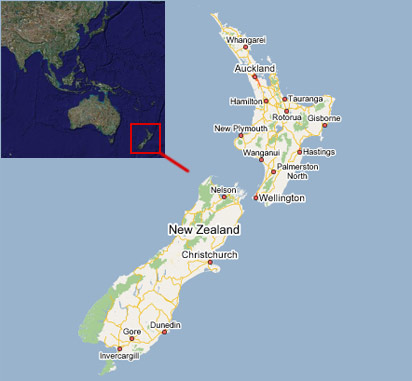 Whangarei
Auckland
Hamilton
Tauranga
Rotorua
Gisborne
New Plymouth
Hastings
Wanganui
Palmerston
North
Nelson
Wellington
New Zealand
Christchurch
Dunedin
Gore
Invercargill